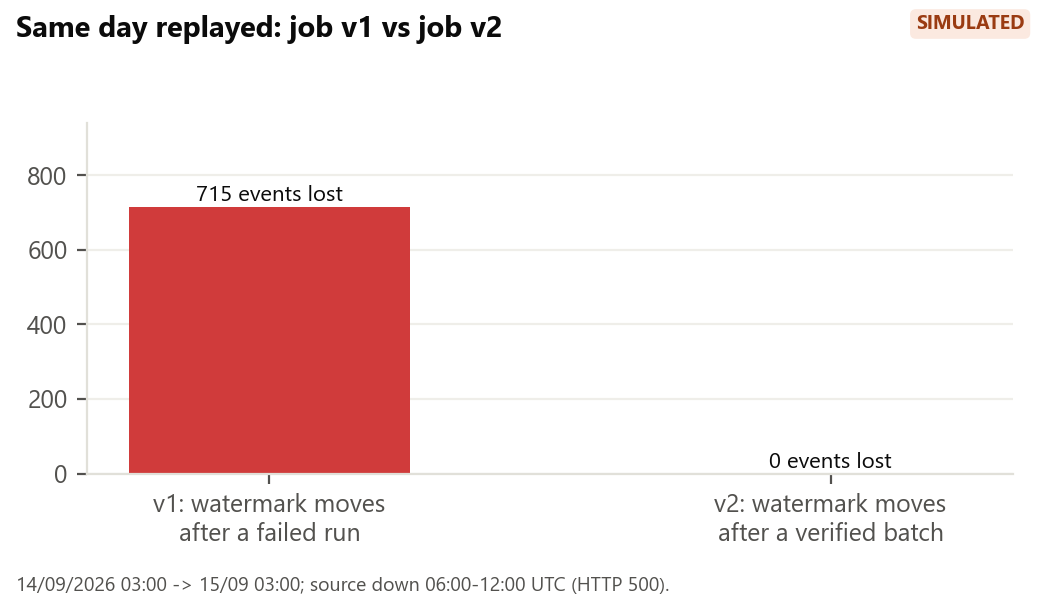 Same day replayed: job v1 vs job v2
SIMULATED
800
600
400
200
0
715 events lost
0 events lost
v1: watermark moves
after a failed run
v2: watermark moves
after a verified batch
14/09/2026 03:00 -> 15/09 03:00; source down 06:00-12:00 UTC (HTTP 500).